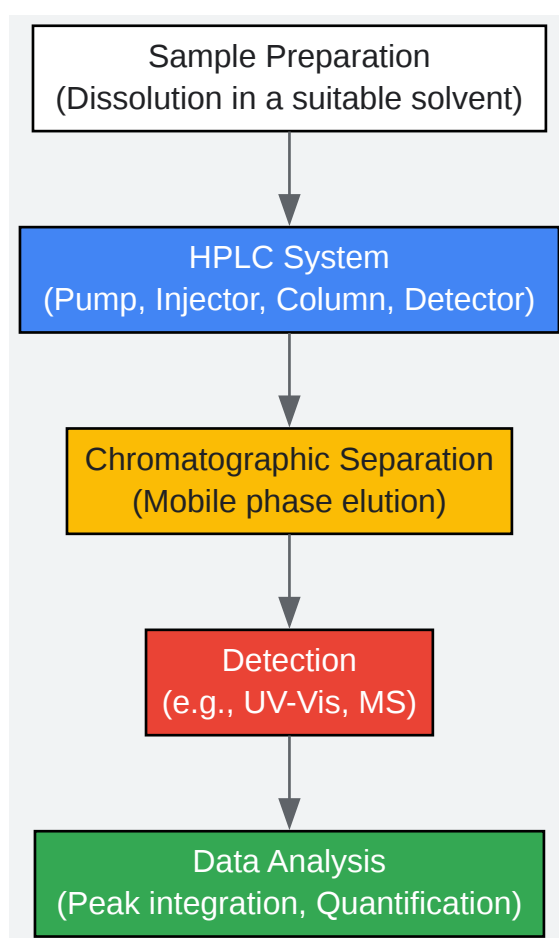 Sample Preparation
(Dissolution in a suitable solvent)
HPLC System
(Pump, Injector, Column, Detector)
Chromatographic Separation
(Mobile phase elution)
Detection
(e.g., UV-Vis, MS)
Data Analysis
(Peak integration, Quantification)